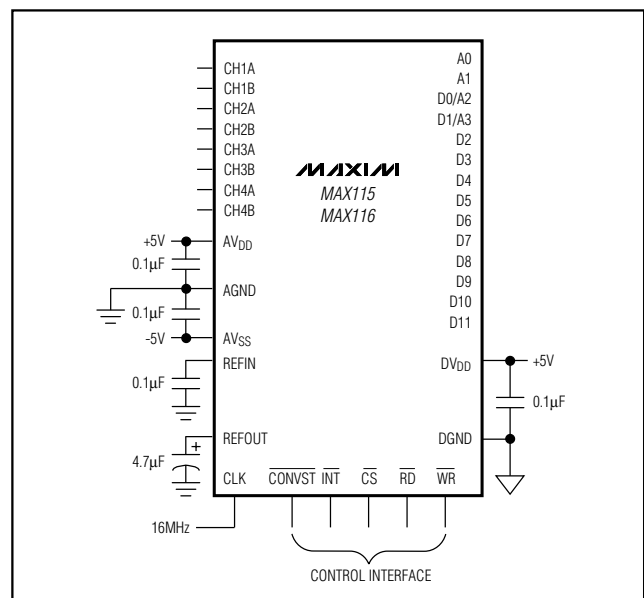 CH1A
CH1B
CH2A
CH2B
CH3A
CH3B
CH4A
CH4B
+5V
AVDD
0.1µF
AGND
0.1µF
-5V
AVSS
REFIN
0.1µF
REFOUT
+
4.7µF
CLK
16MHz
MAXIM
MAX115
MAX116
A0
A1
D0/A2
D1/A3
D2
D3
D4
D5
D6
D7
D8
D9
D10
D11
DVDD
+5V
0.1µF
DGND
CONVST INT CS RD WR
CONTROL INTERFACE